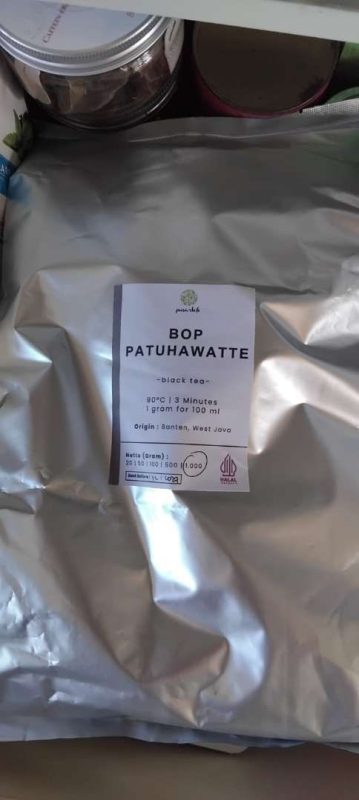 BOP
PATUHAWATTE
-black tea-
90°C | 3 Minutes
1 gram for 100 ml
Origin : Banten, West Java
Netto (Gram) :
20 | 50 | 100 | 500 | 1.000
HALAL